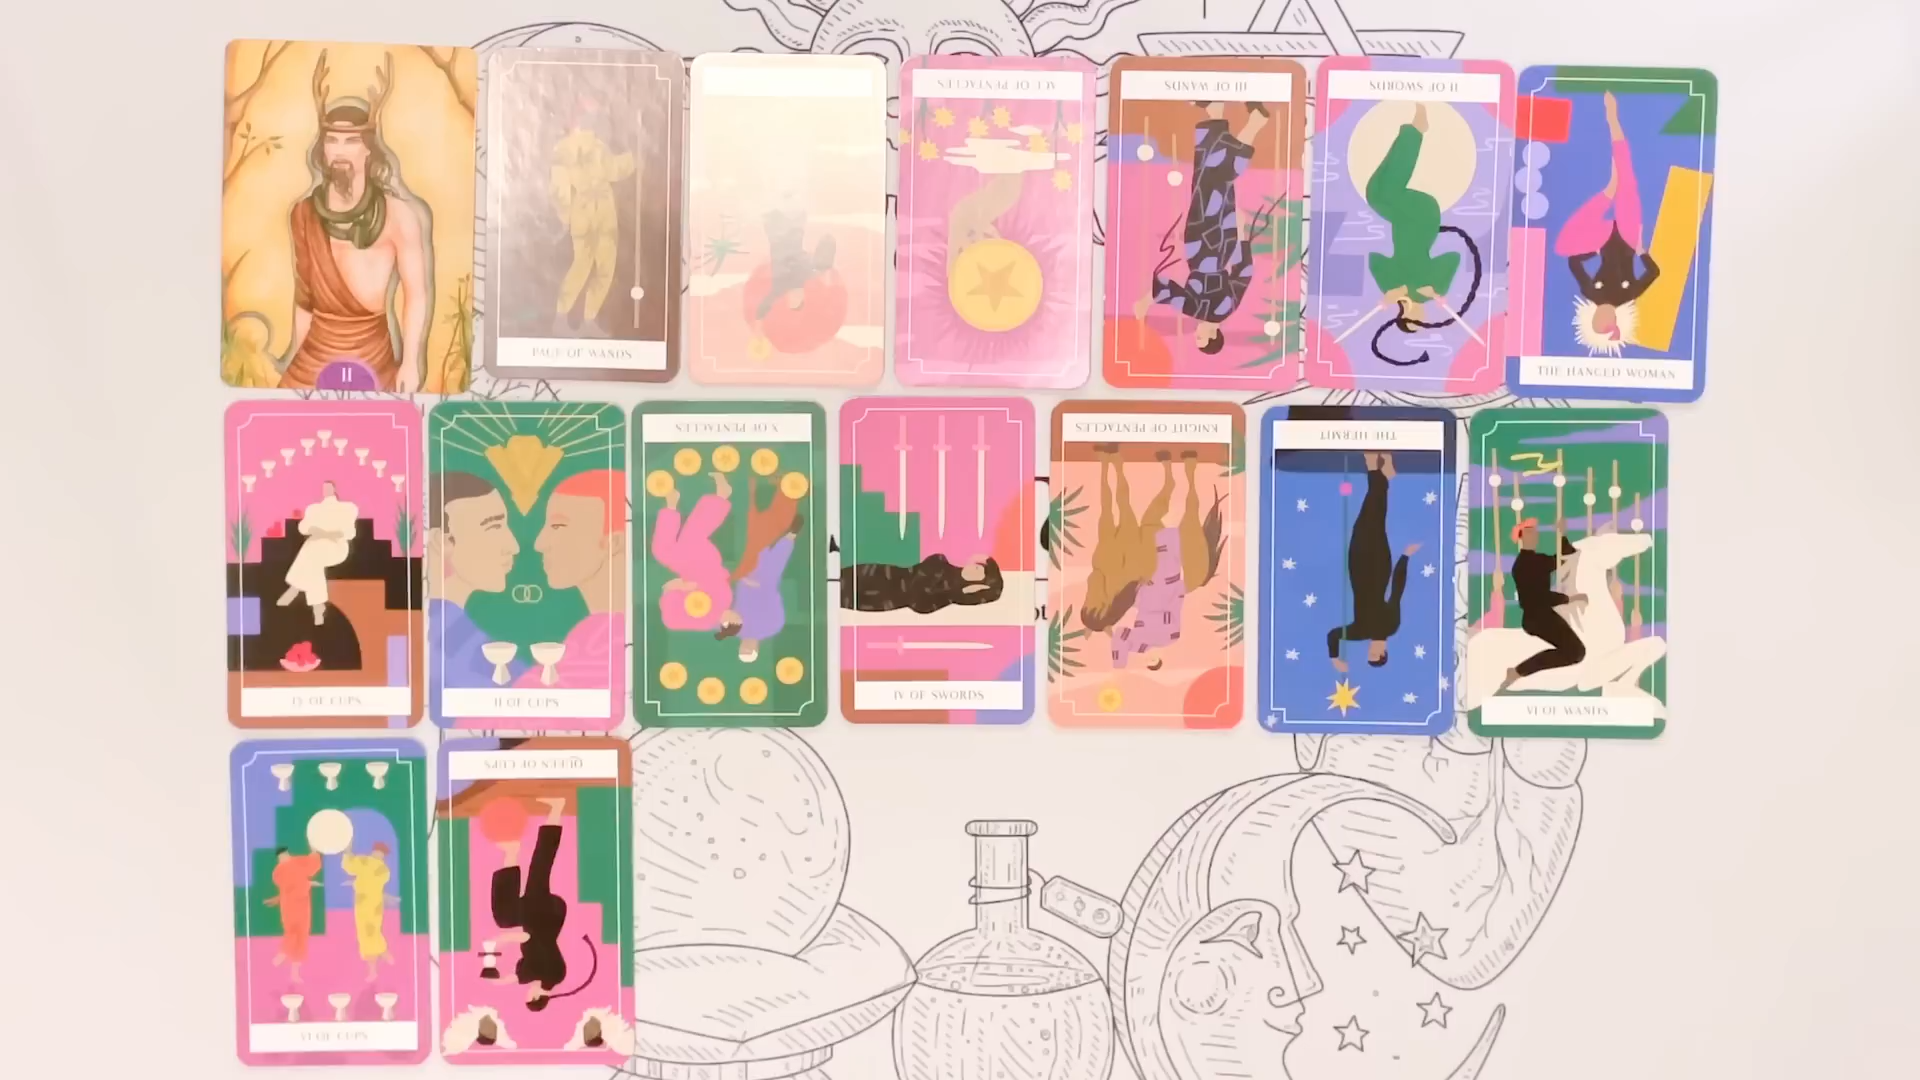 II
PAGE OF WANDS
ACE OF PENTACLES
III OF WANDS
II OF SWORDS
THE HANGED WOMAN
IX OF CUPS
II OF CUPS
X OF PENTACLES
IV OF SWORDS
KNIGHT OF PENTACLES
THE HERMIT
VI OF WANDS
VI OF CUPS
QUEEN OF CUPS